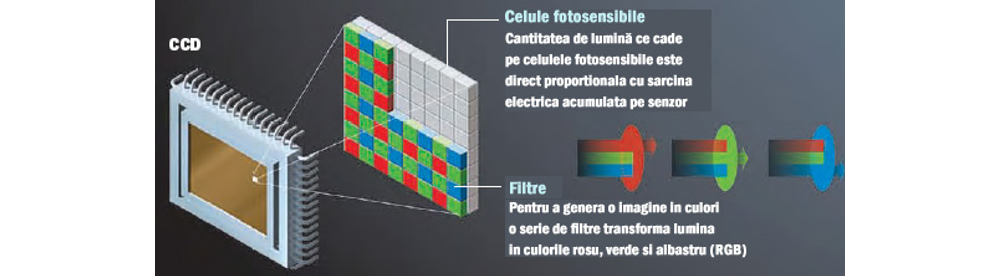 CCD
Celule fotosensibile
Cantitatea de lumină ce cade
pe celulele fotosensibile este
direct proportionala cu sarcina
electrica acumulata pe senzor
Filtre
Pentru a genera o imagine in culori
o serie de filtre transforma lumina
in culorile rosu, verde si albastru (RGB)